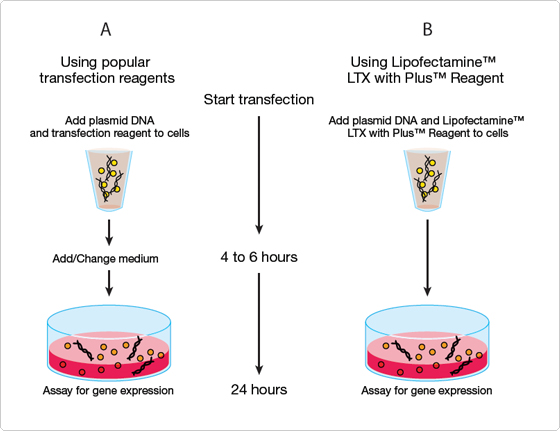 A
Using popular
transfection reagents
Add plasmid DNA
and transfection reagent to cells
Add/Change medium
Assay for gene expression
Start transfection
4 to 6 hours
24 hours
B
Using Lipofectamine™
LTX with Plus™ Reagent
Add plasmid DNA and Lipofectamine™
LTX with Plus™ Reagent to cells
Assay for gene expression